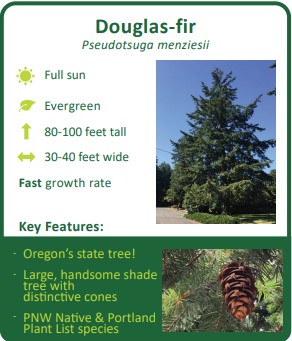 Douglas-fir
Pseudotsuga menziesii
Full sun
Evergreen
80-100 feet tall
30-40 feet wide
Fast growth rate
Key Features:
- Oregon's state tree!
- Large, handsome shade
tree with
distinctive cones
- PNW Native & Portland
Plant List species